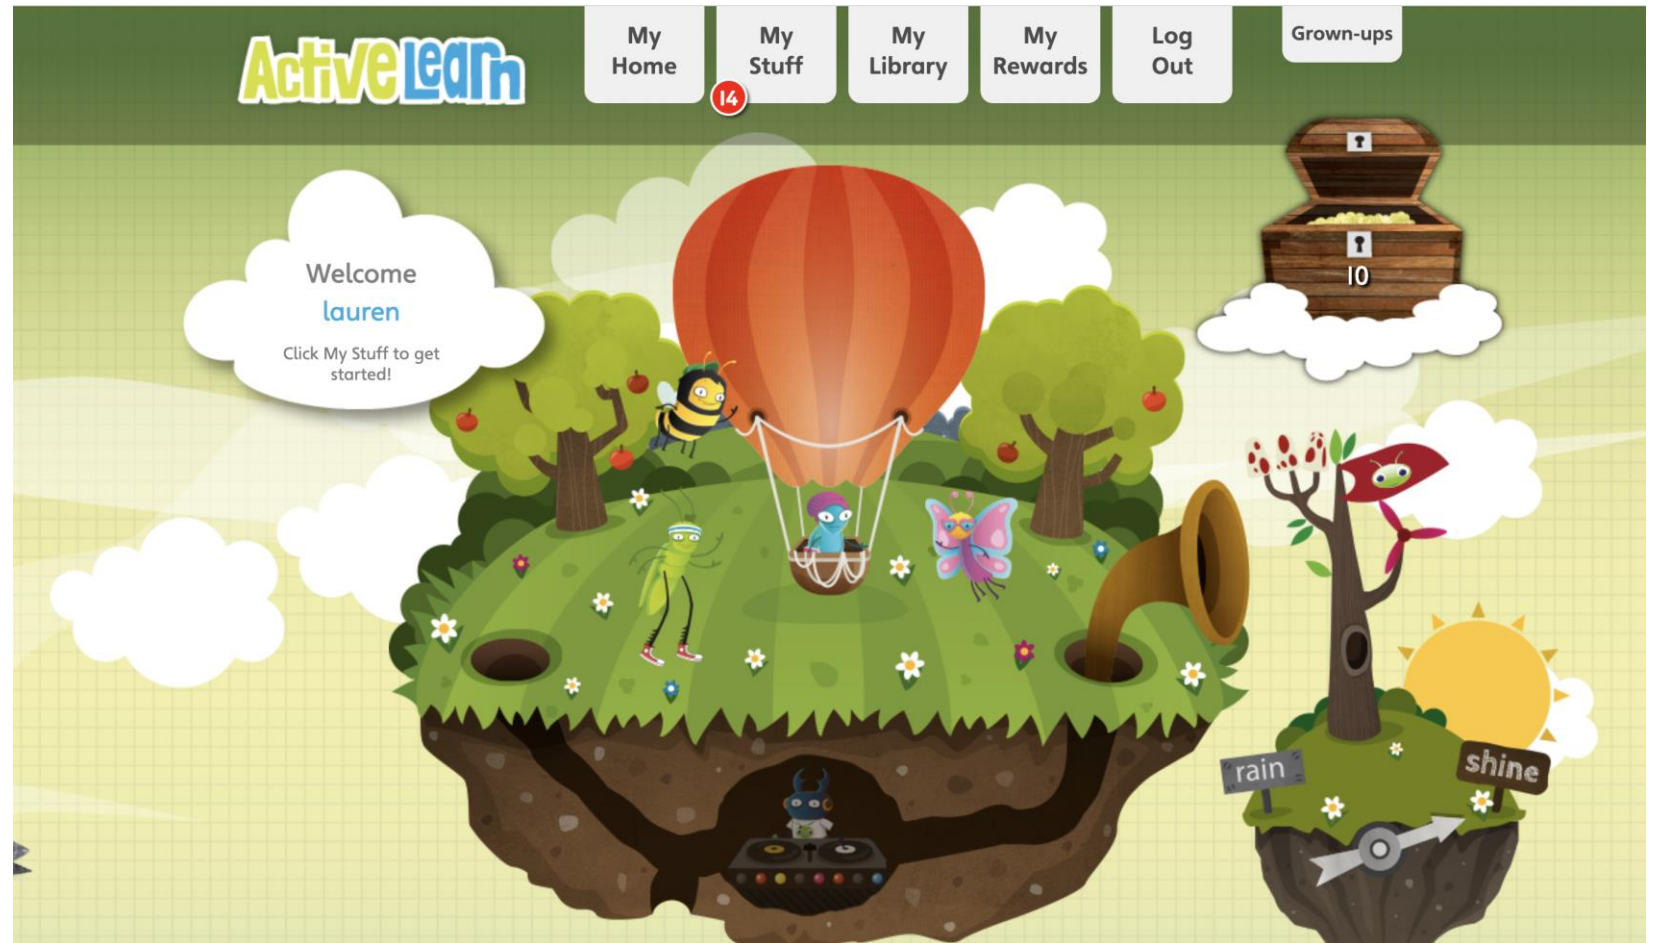 ActiveLearn
My
Home
My
Stuff
My
Library
My
Rewards
Log
Out
Grown-ups
14
Welcome
lauren
Click My Stuff to get
started!
10
rain
shine